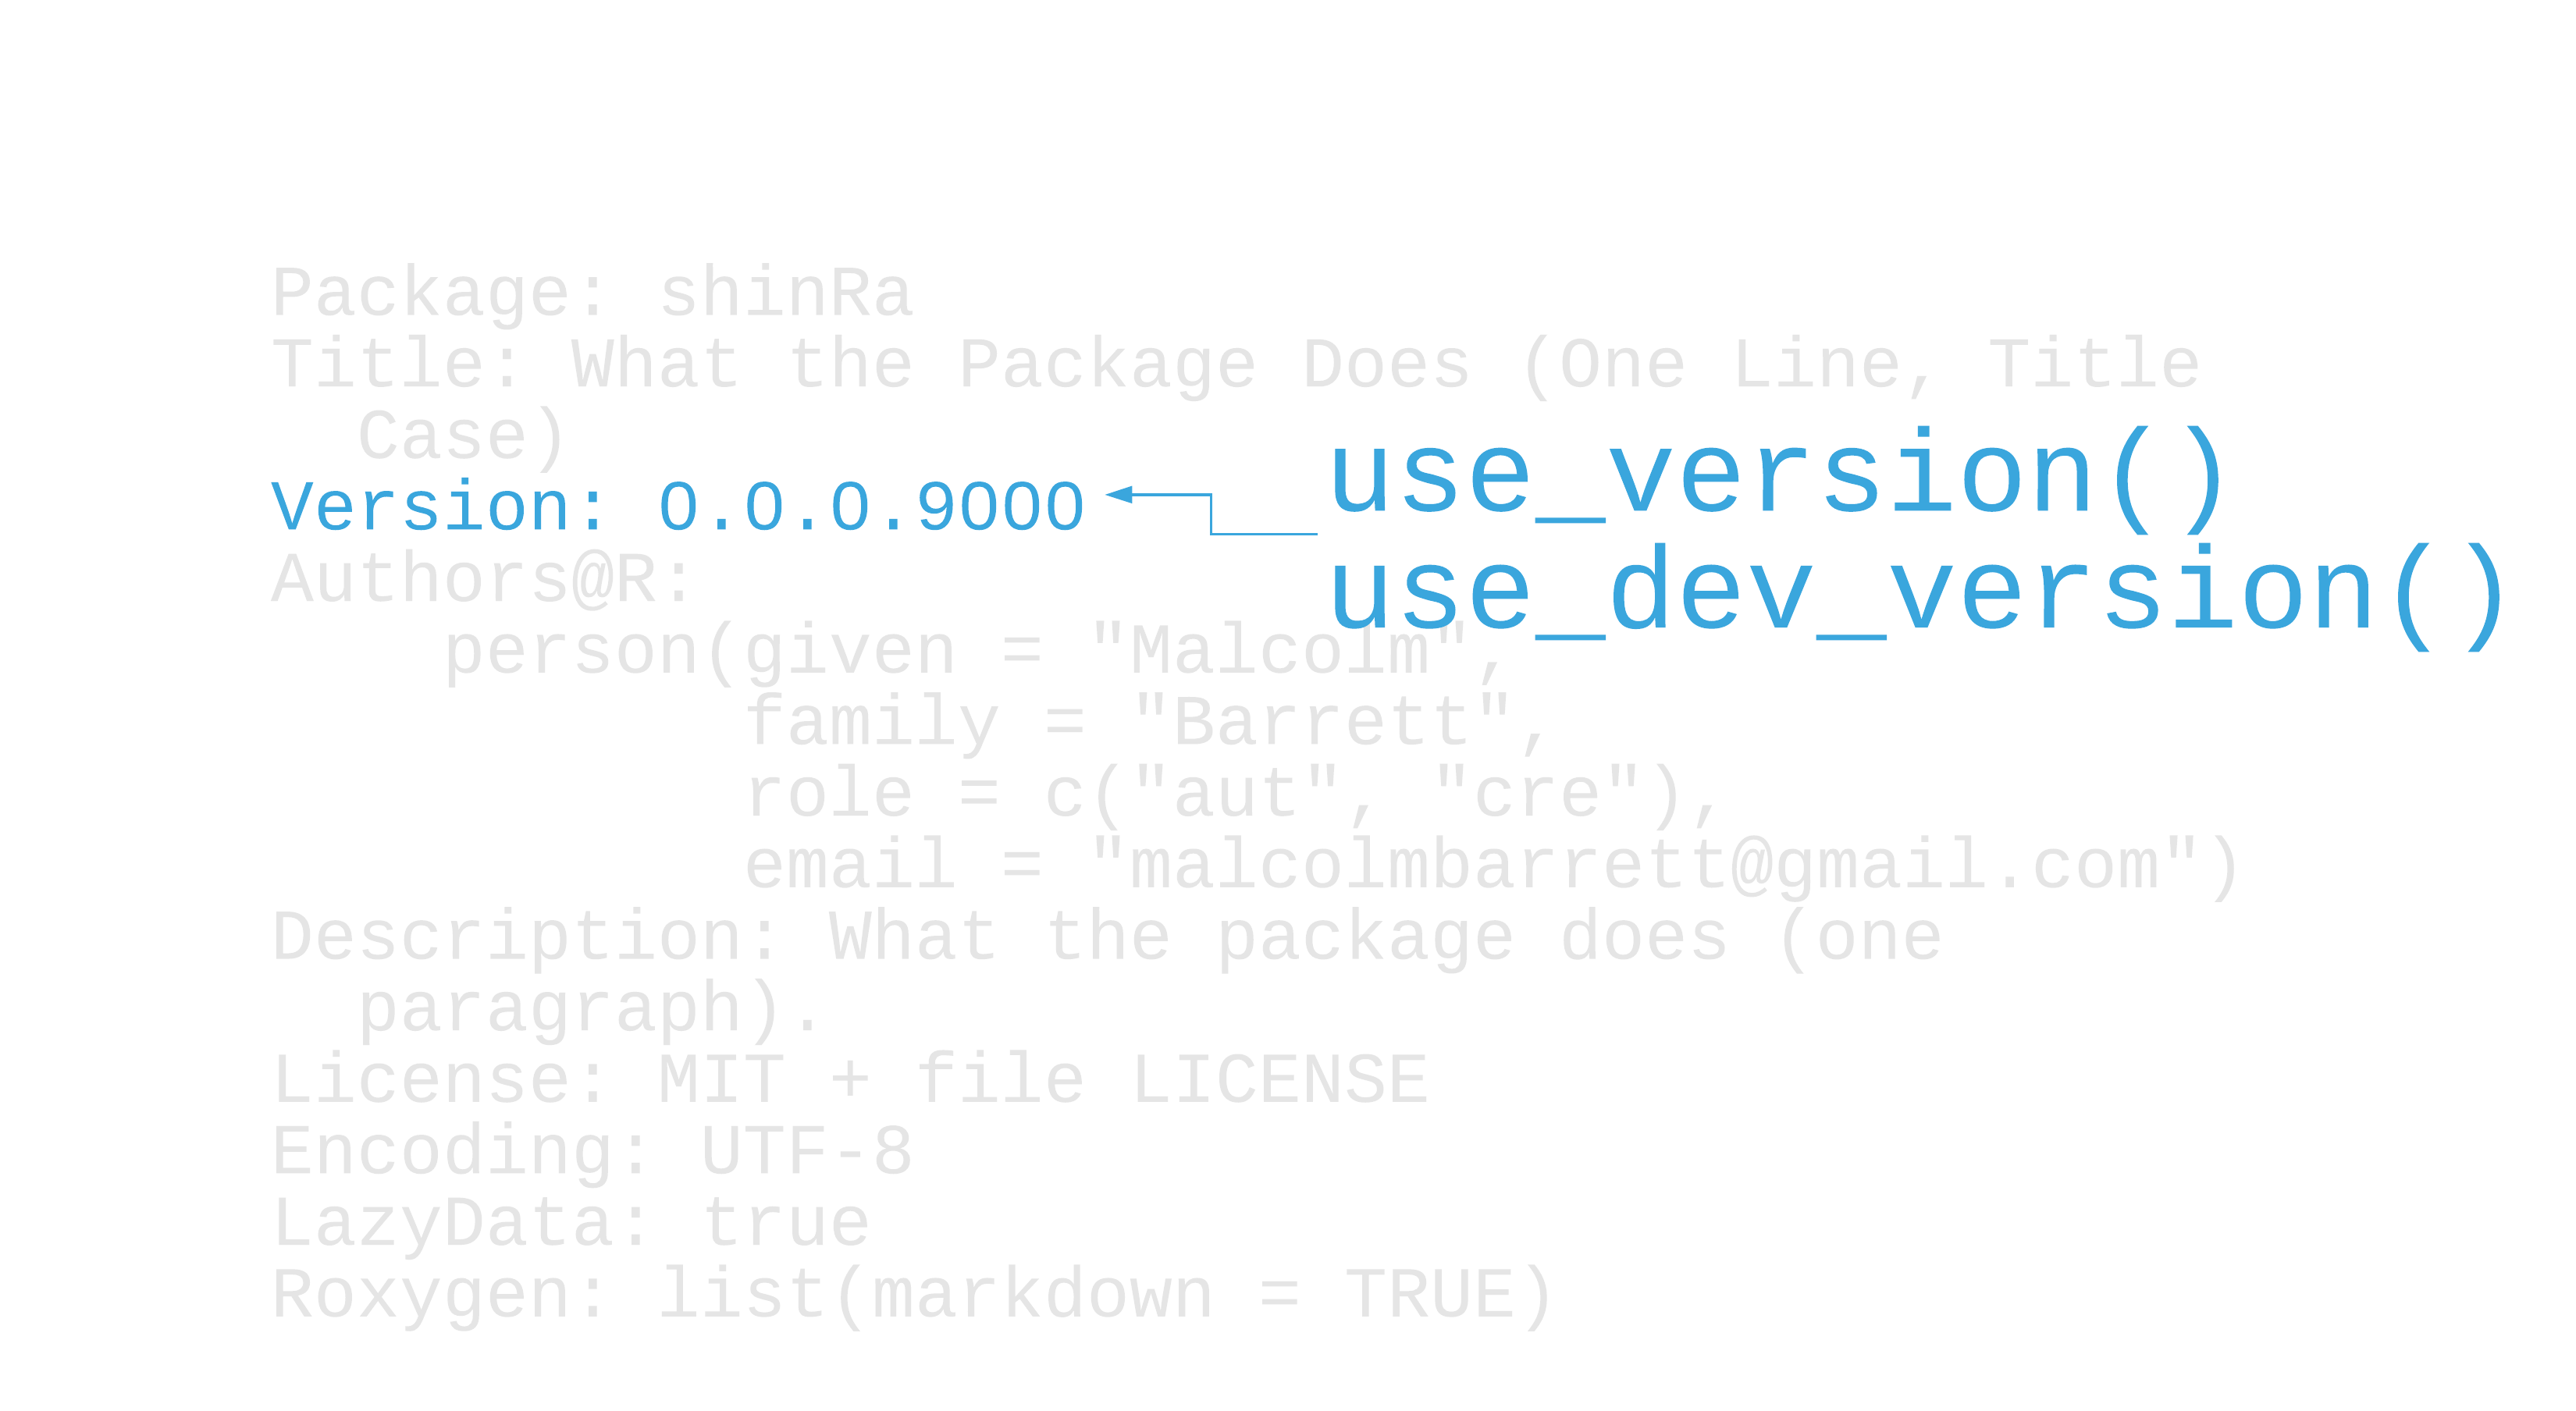 Package: shinRa
Title: What the Package Does (One Line, Title
  Case)
Version: 0.0.0.9000
use_version()
use_dev_version()
Authors@R:
    person(given = "Malcolm",
           family = "Barrett",
           role = c("aut", "cre"),
           email = "malcolmbarrett@gmail.com")
Description: What the package does (one
  paragraph).
License: MIT + file LICENSE
Encoding: UTF-8
LazyData: true
Roxygen: list(markdown = TRUE)